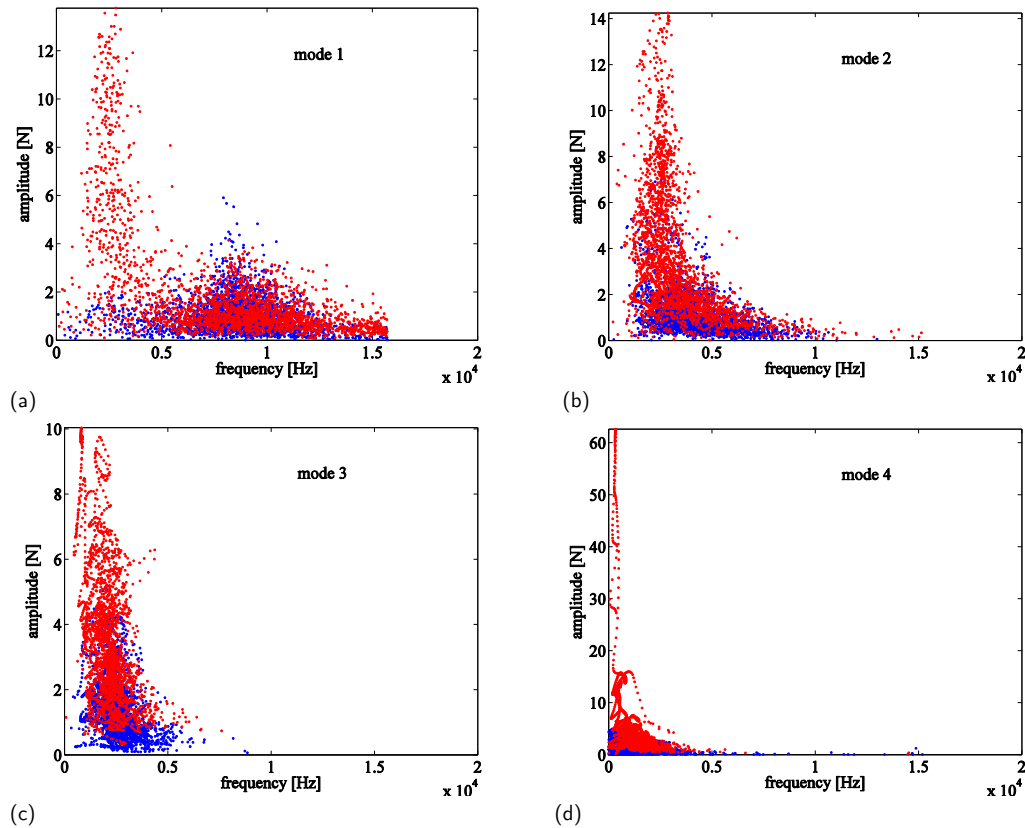 12
10
8
6
4
2
0
amplitude [N]
mode 1
0 0.5 1 1.5 2
frequency [Hz]
x 10^4
(a)
14
12
10
8
6
4
2
0
amplitude [N]
mode 2
0 0.5 1 1.5 2
frequency [Hz]
x 10^4
(b)
10
8
6
4
2
0
amplitude [N]
mode 3
0 0.5 1 1.5 2
frequency [Hz]
x 10^4
(c)
60
50
40
30
20
10
0
amplitude [N]
mode 4
0 0.5 1 1.5 2
frequency [Hz]
x 10^4
(d)